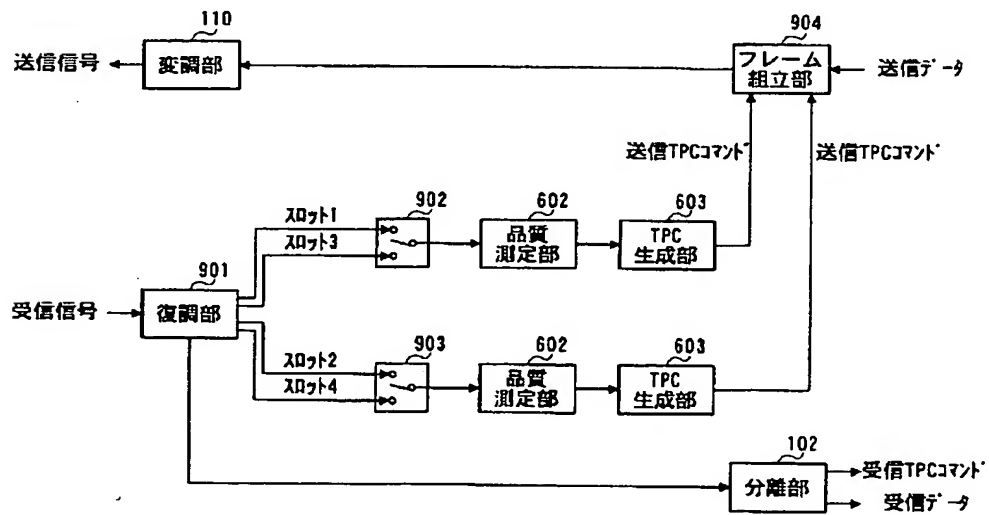 110
904
送信信号
変調部
フレーム
組立部
送信ﾃﾞｰﾀ
送信TPCｺﾏﾝﾄﾞ
送信TPCｺﾏﾝﾄﾞ
902
602
603
ｽﾛｯﾄ1
ｽﾛｯﾄ3
品質
測定部
TPC
生成部
901
受信信号
復調部
903
602
603
ｽﾛｯﾄ2
ｽﾛｯﾄ4
品質
測定部
TPC
生成部
102
分離部
受信TPCｺﾏﾝﾄﾞ
受信ﾃﾞｰﾀ